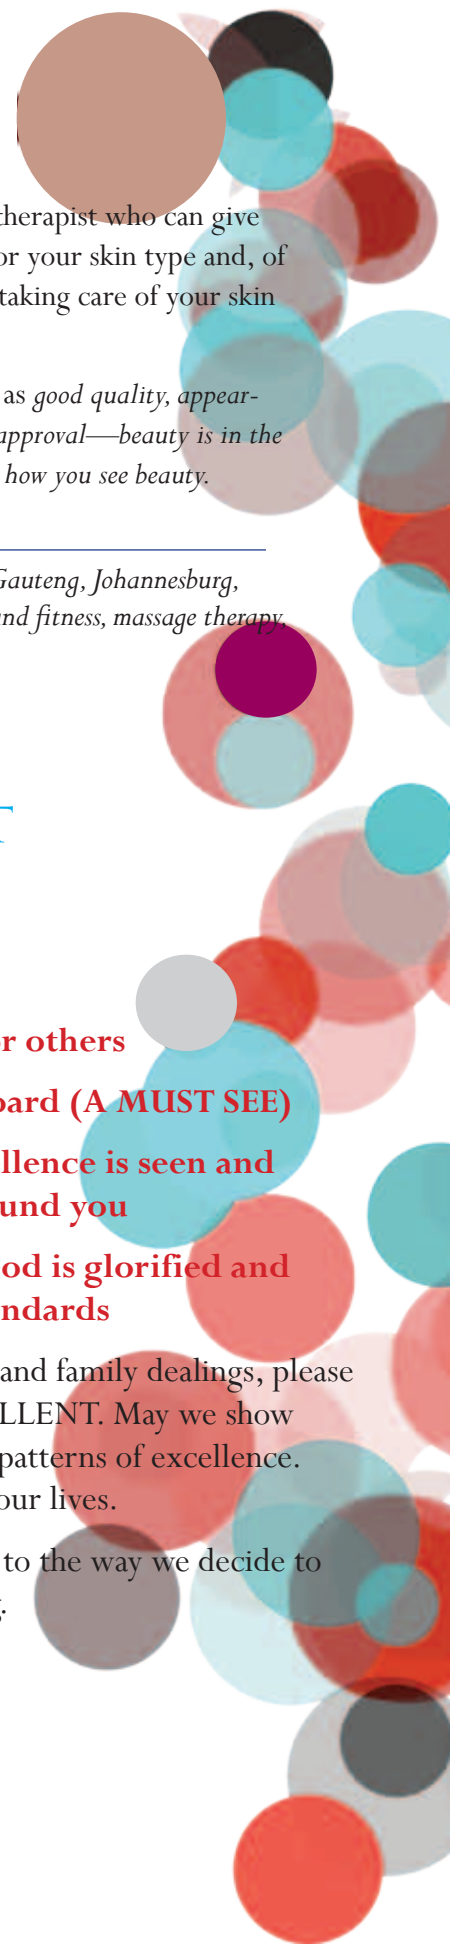 therapist who can give
or your skin type and, of
taking care of your skin
as good quality, appear-
approval—beauty is in the
how you see beauty.
Gauteng, Johannesburg,
and fitness, massage therapy,
T
or others
oard (A MUST SEE)
llence is seen and
und you
od is glorified and
ndards
and family dealings, please
LLENT. May we show
patterns of excellence.
our lives.
to the way we decide to